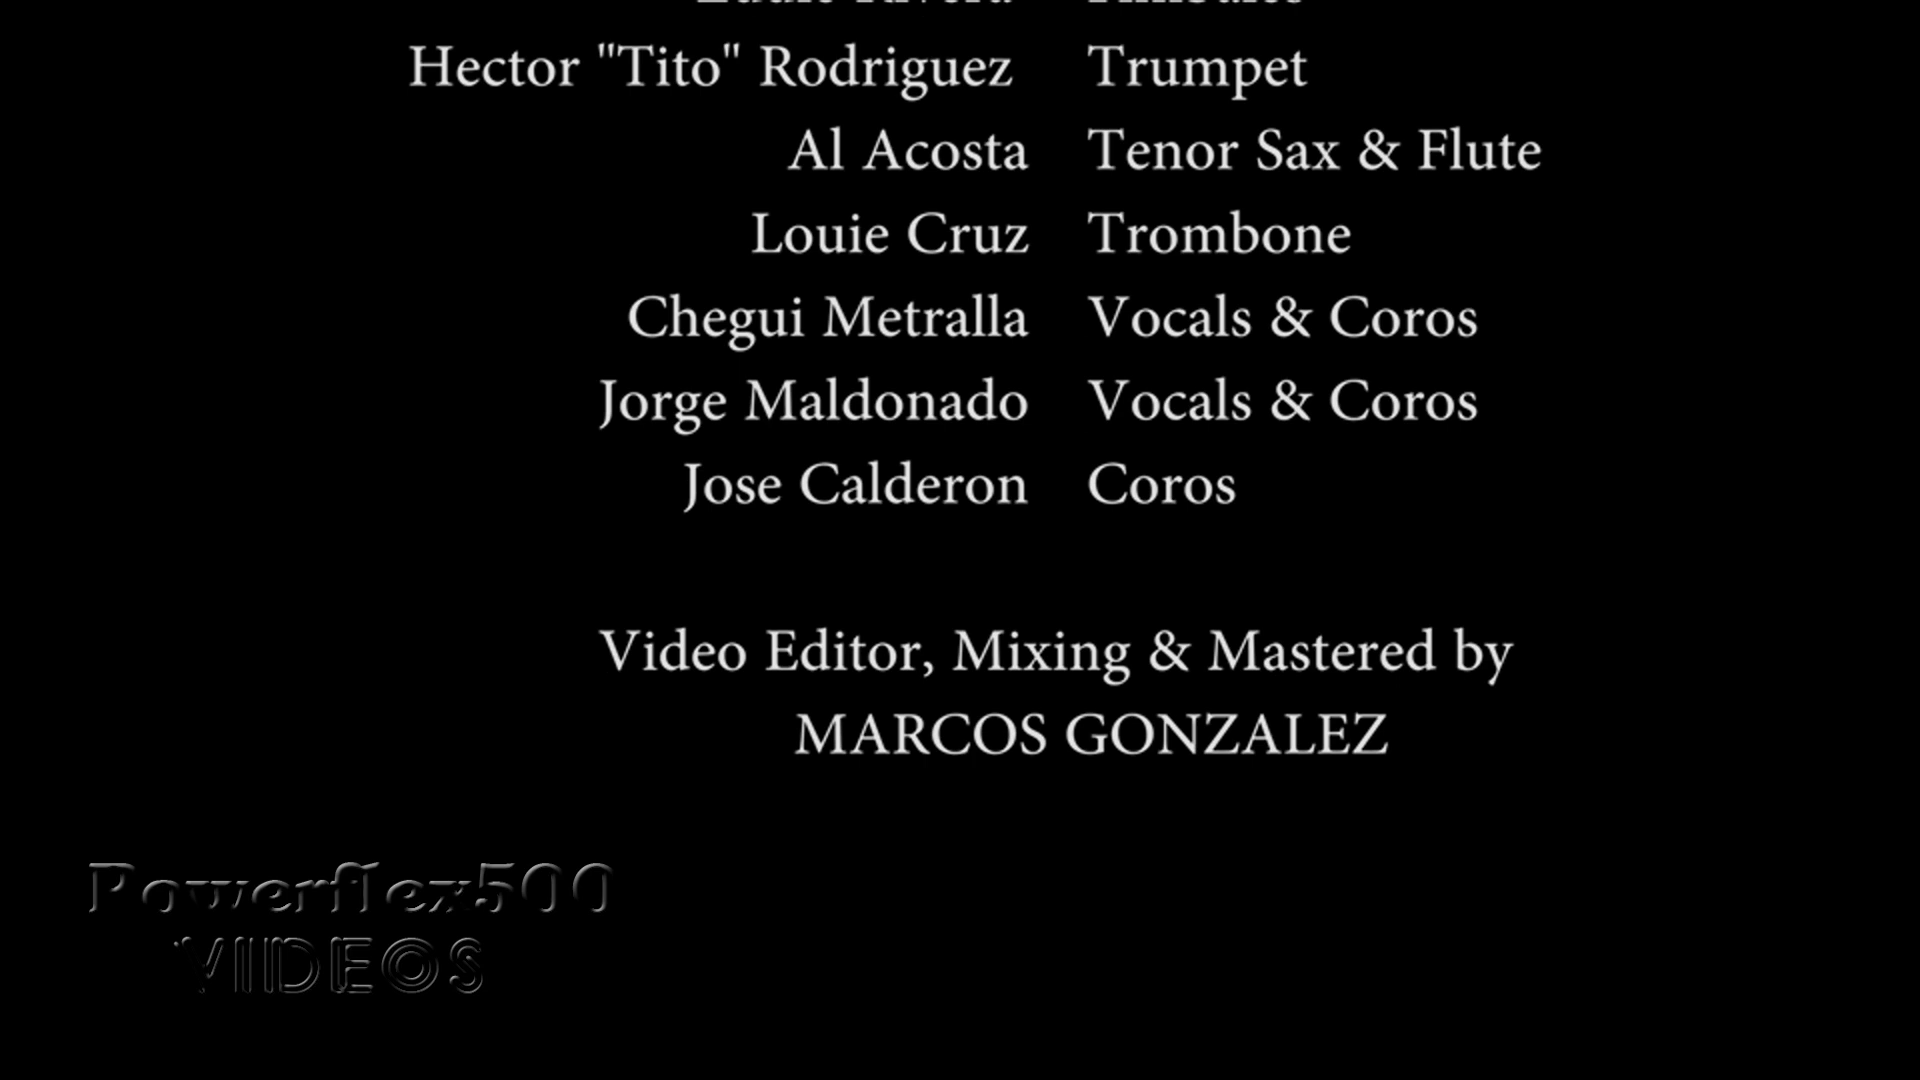 Hector "Tito" Rodriguez Trumpet
Al Acosta Tenor Sax & Flute
Louie Cruz Trombone
Chegui Metralla Vocals & Coros
Jorge Maldonado Vocals & Coros
Jose Calderon Coros
Video Editor, Mixing & Mastered by
MARCOS GONZALEZ
Powerflex500
VIDEOS